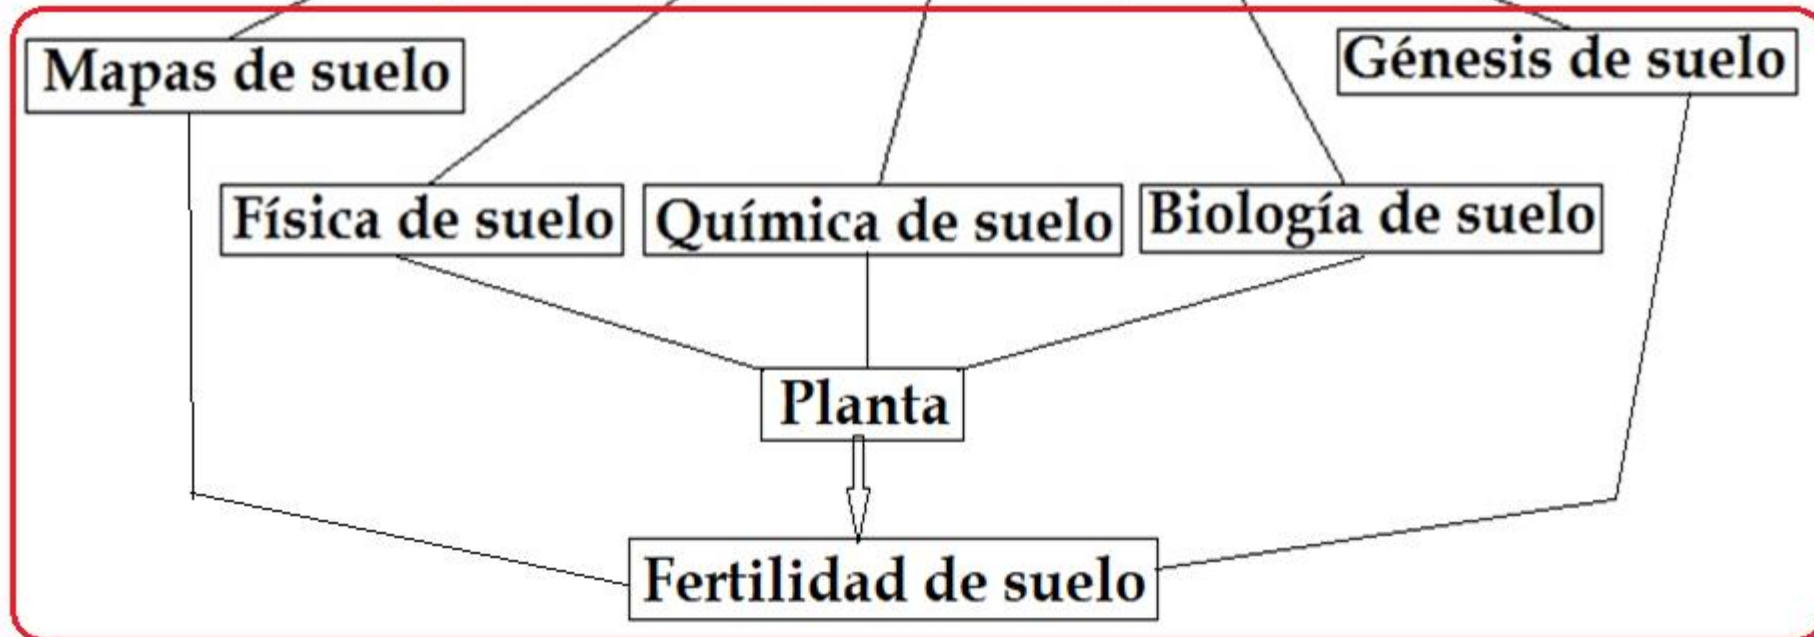 Mapas de suelo
Génesis de suelo
Física de suelo
Química de suelo
Biología de suelo
Planta
Fertilidad de suelo